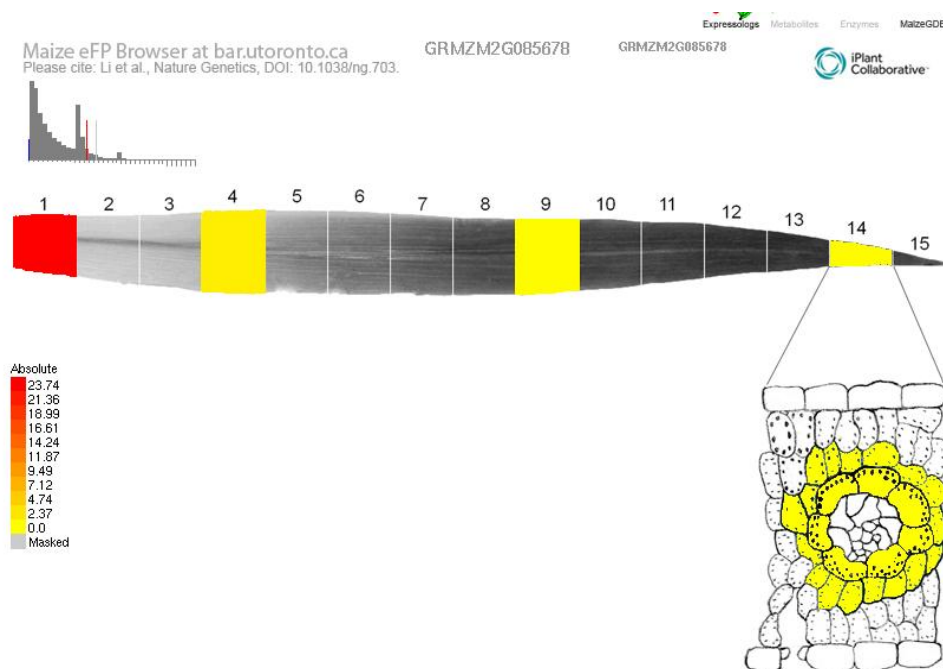 Expressologs Metabolites Enzymes MaizeGDB
Maize eFP Browser at bar.utoronto.ca GRMZM2G085678 GRMZM2G085678
Please cite: Li et al., Nature Genetics, DOI: 10.1038/ng.703.
iPlant
Collaborative™
1 2 3 4 5 6 7 8 9 10 11 12 13 14 15
Absolute
23.74
21.36
18.99
16.61
14.24
11.87
9.49
7.12
4.74
2.37
0.0
Masked